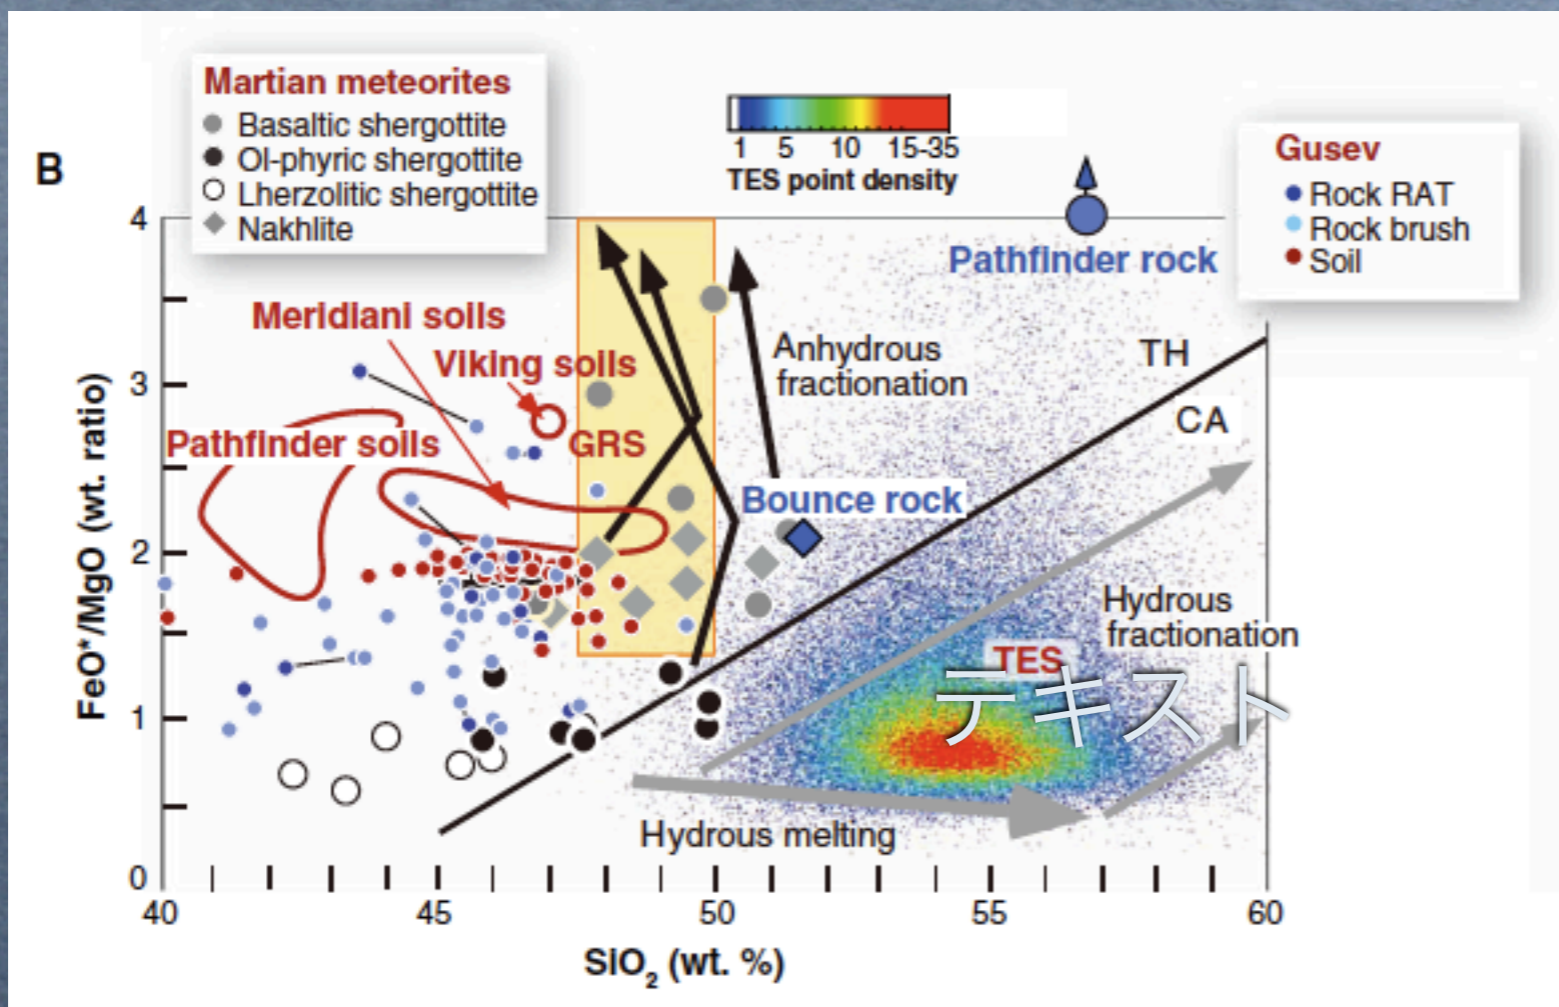 Martian meteorites
Basaltic shergottite
Ol-phyric shergottite
Lherzolitic shergottite
Nakhlite
1 5 10 15-35
TES point density
Gusev
Rock RAT
Rock brush
Soil
B
Pathfinder rock
Meridiani soils
Viking soils
Pathfinder soils
GRS
Anhydrous
fractionation
TH
CA
Bounce rock
Hydrous
fractionation
TES
テキスト
Hydrous melting
FeO*/MgO (wt. ratio)
4
3
2
1
0
40 45 50 55 60
SiO₂ (wt. %)